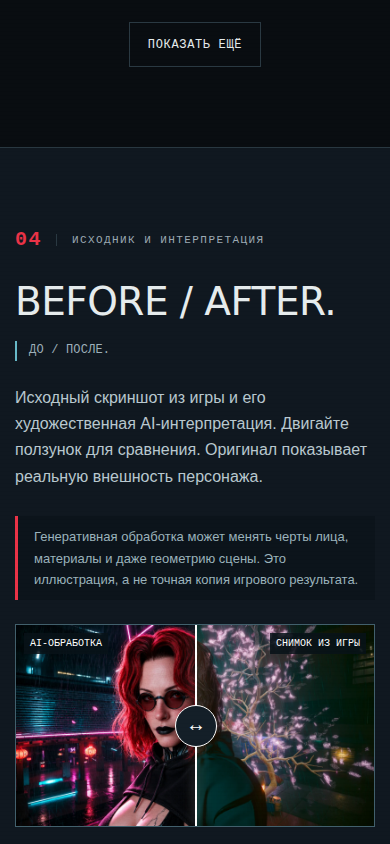 ПОКАЗАТЬ ЕЩЁ
04
ИСХОДНИК И ИНТЕРПРЕТАЦИЯ
BEFORE / AFTER.
ДО / ПОСЛЕ.
Исходный скриншот из игры и его
художественная AI-интерпретация. Двигайте
ползунок для сравнения. Оригинал показывает
реальную внешность персонажа.
Генеративная обработка может менять черты лица,
материалы и даже геометрию сцены. Это
иллюстрация, а не точная копия игрового результата.
AI-ОБРАБОТКА
СНИМОК ИЗ ИГРЫ